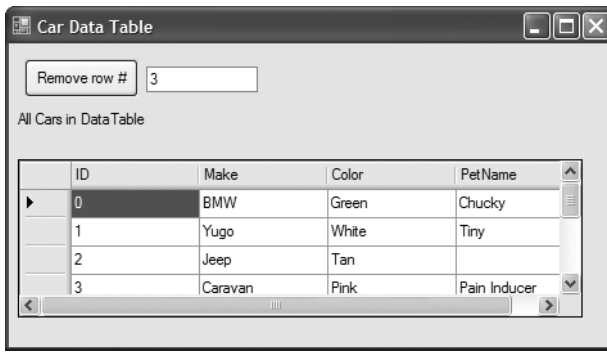 Car Data Table
Remove row # 3
All Cars in DataTable
ID Make Color PetName
0 BMW Green Chucky
1 Yugo White Tiny
2 Jeep Tan
3 Caravan Pink Pain Inducer